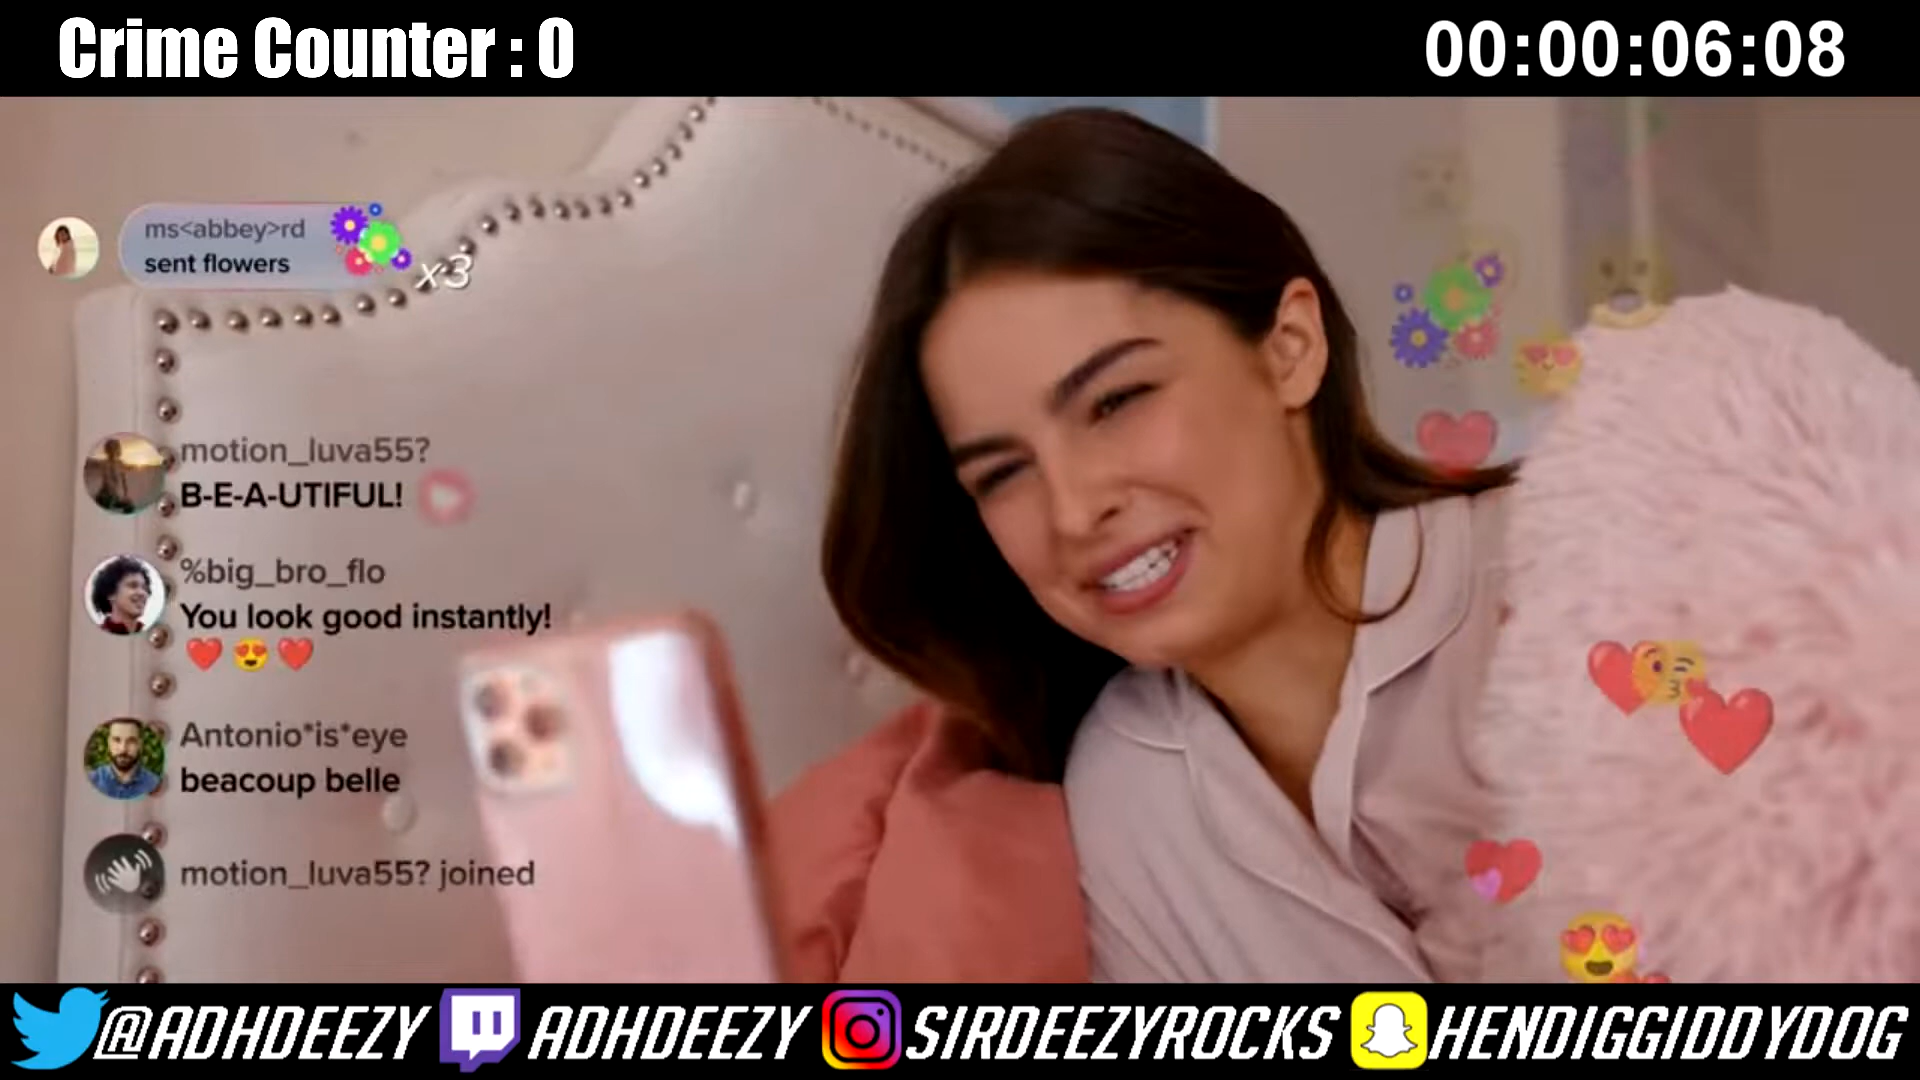 Crime Counter : 0
00:00:06:08
ms<abbey>rd
sent flowers
x3
motion_luva55?
B-E-A-UTIFUL!
%big_bro_flo
You look good instantly!
Antonio*is*eye
beacoup belle
motion_luva55? joined
@ADHDEEZY ADHDEEZY SIRDEEZYROCKS HENDIGGIDDYDOG